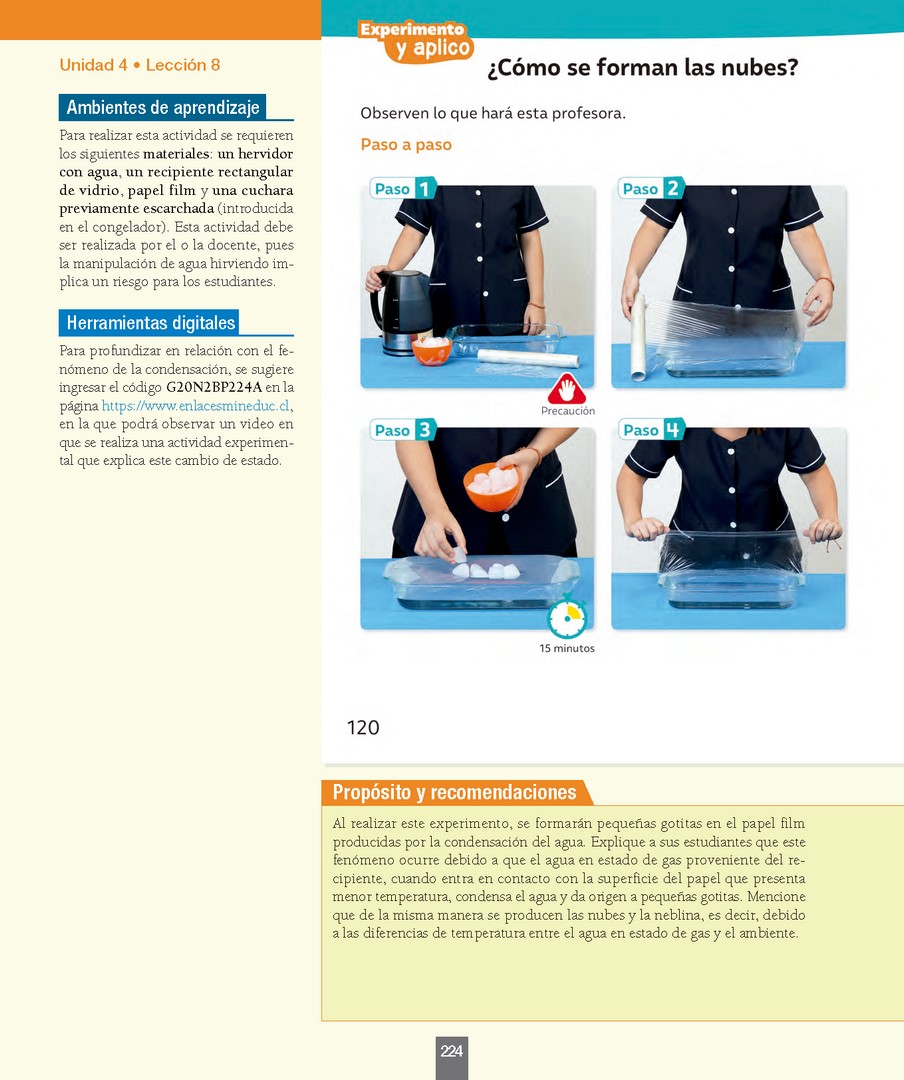 Unidad 4 • Lección 8
Ambientes de aprendizaje
Para realizar esta actividad se requieren
los siguientes materiales: un hervidor
con agua, un recipiente rectangular
de vidrio, papel film y una cuchara
previamente escarchada (introducida
en el congelador). Esta actividad debe
ser realizada por el o la docente, pues
la manipulación de agua hirviendo im-
plica un riesgo para los estudiantes.
Herramientas digitales
Para profundizar en relación con el fe-
nómeno de la condensación, se sugiere
ingresar el código G20N2BP224A en la
página https://www.enlacesmineduc.cl,
en la que podrá observar un video en
que se realiza una actividad experimen-
tal que explica este cambio de estado.
Experimento
y aplico
¿Cómo se forman las nubes?
Observen lo que hará esta profesora.
Paso a paso
Paso 1
Paso 2
Precaución
Paso 3
Paso 4
15 minutos
120
Propósito y recomendaciones
Al realizar este experimento, se formarán pequeñas gotitas en el papel film
producidas por la condensación del agua. Explique a sus estudiantes que este
fenómeno ocurre debido a que el agua en estado de gas proveniente del re-
cipiente, cuando entra en contacto con la superficie del papel que presenta
menor temperatura, condensa el agua y da origen a pequeñas gotitas. Mencione
que de la misma manera se producen las nubes y la neblina, es decir, debido
a las diferencias de temperatura entre el agua en estado de gas y el ambiente.
224